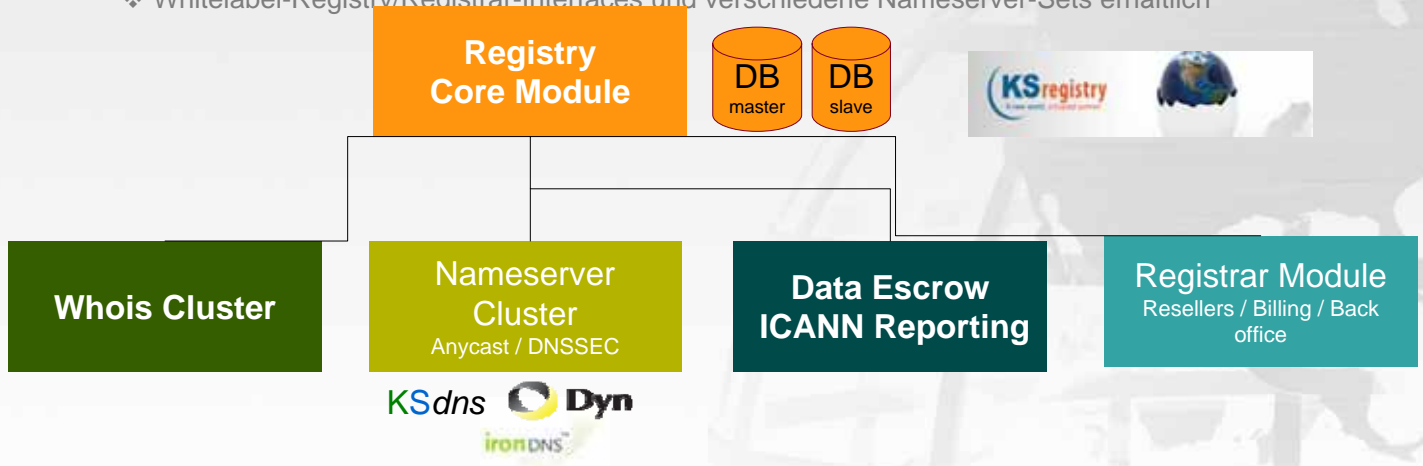 ❖ Whitelabel-Registry/Registrar-Interfaces und verschiedene Nameserver-Sets erhältlich
Registry
Core Module
DB
master
DB
slave
KSregistry
Whois Cluster
Nameserver
Cluster
Anycast / DNSSEC
Data Escrow
ICANN Reporting
Registrar Module
Resellers / Billing / Back
office
KSdns
Dyn
ironDNS™